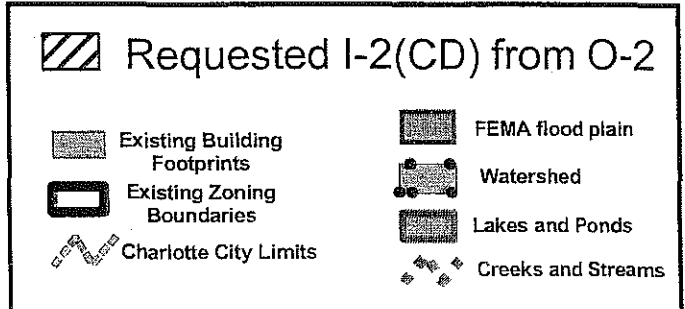 Requested I-2(CD) from O-2
Existing Building
Footprints
Existing Zoning
Boundaries
Charlotte City Limits
FEMA flood plain
Watershed
Lakes and Ponds
Creeks and Streams